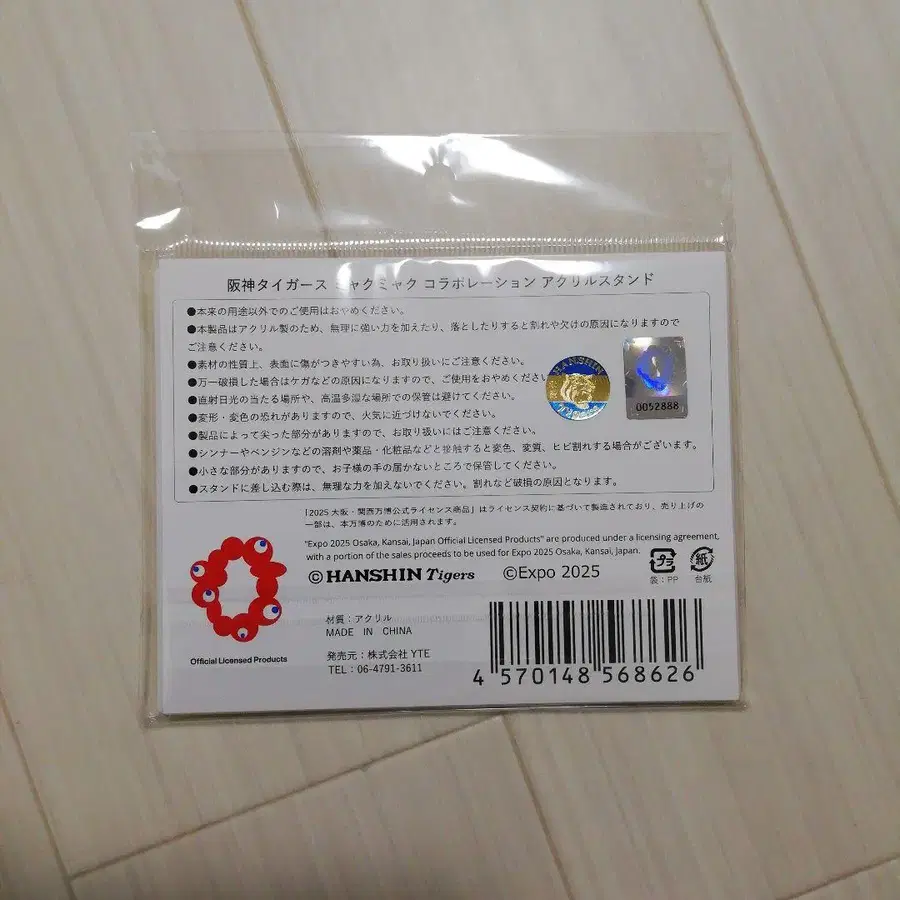 阪神タイガース ミャクミャク コラボレーション アクリルスタンド
●本来の用途以外でのご使用はおやめください。
●本製品はアクリル製のため、無理に強い力を加えたり、落としたりすると割れや欠けの原因になりますので
ご注意ください。
●素材の性質上、表面に傷がつきやすい為、お取り扱いにご注意ください。
●万一破損した場合はケガなどの原因になりますので、ご使用をおやめくださ
●直射日光の当たる場所や、高温多湿な場所での保管は避けてください。
●変形・変色の恐れがありますので、火気に近づけないでください。
●製品によって尖った部分がありますので、お取り扱いにはご注意ください。
●シンナーやベンジンなどの溶剤や薬品・化粧品などと接触すると変色、変質、ヒビ割れする場合がございます。
●小さな部分がありますので、お子様の手の届かないところで保管してください。
●スタンドに差し込む際は、無理な力を加えないでください。割れなど破損の原因となります。
HANSHIN
Tigers
0052888
「2025 大阪・関西万博公式ライセンス商品」はライセンス契約に基づいて製造されており、売り上げの
一部は、本万博のために活用されます。
"Expo 2025 Osaka, Kansai, Japan Official Licensed Products" are produced under a licensing agreement,
with a portion of the sales proceeds to be used for Expo 2025 Osaka, Kansai, Japan.
© HANSHIN Tigers ©Expo 2025
プラ
袋：PP
紙
台紙
Official Licensed Products
材質：アクリル
MADE IN CHINA
発売元：株式会社 YTE
TEL：06-4791-3611
4 570148 568626